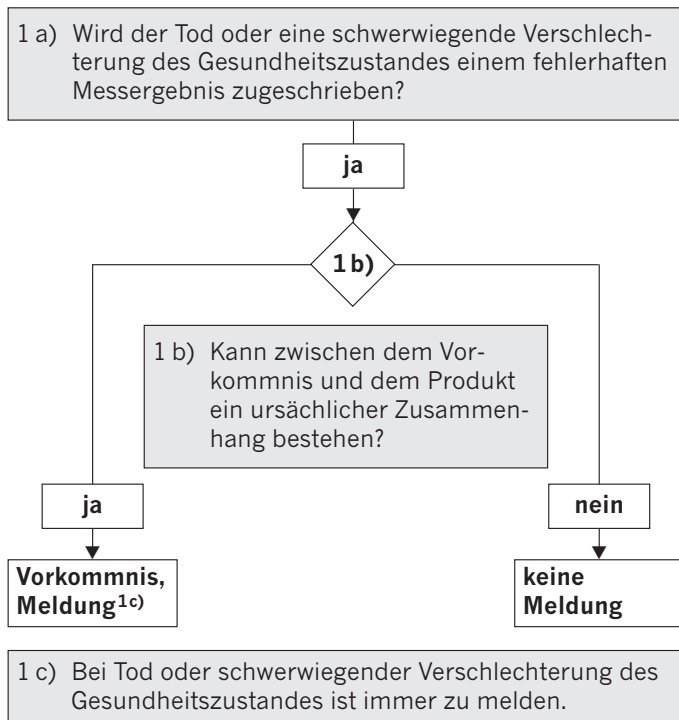 1 a) Wird der Tod oder eine schwerwiegende Verschlech-
terung des Gesundheitszustandes einem fehlerhaften
Messergebnis zugeschrieben?
ja
1 b)
1 b) Kann zwischen dem Vor-
kommnis und dem Produkt
ein ursächlicher Zusammen-
hang bestehen?
ja
nein
Vorkommnis,
Meldung1c)
keine
Meldung
1 c) Bei Tod oder schwerwiegender Verschlechterung des
Gesundheitszustandes ist immer zu melden.